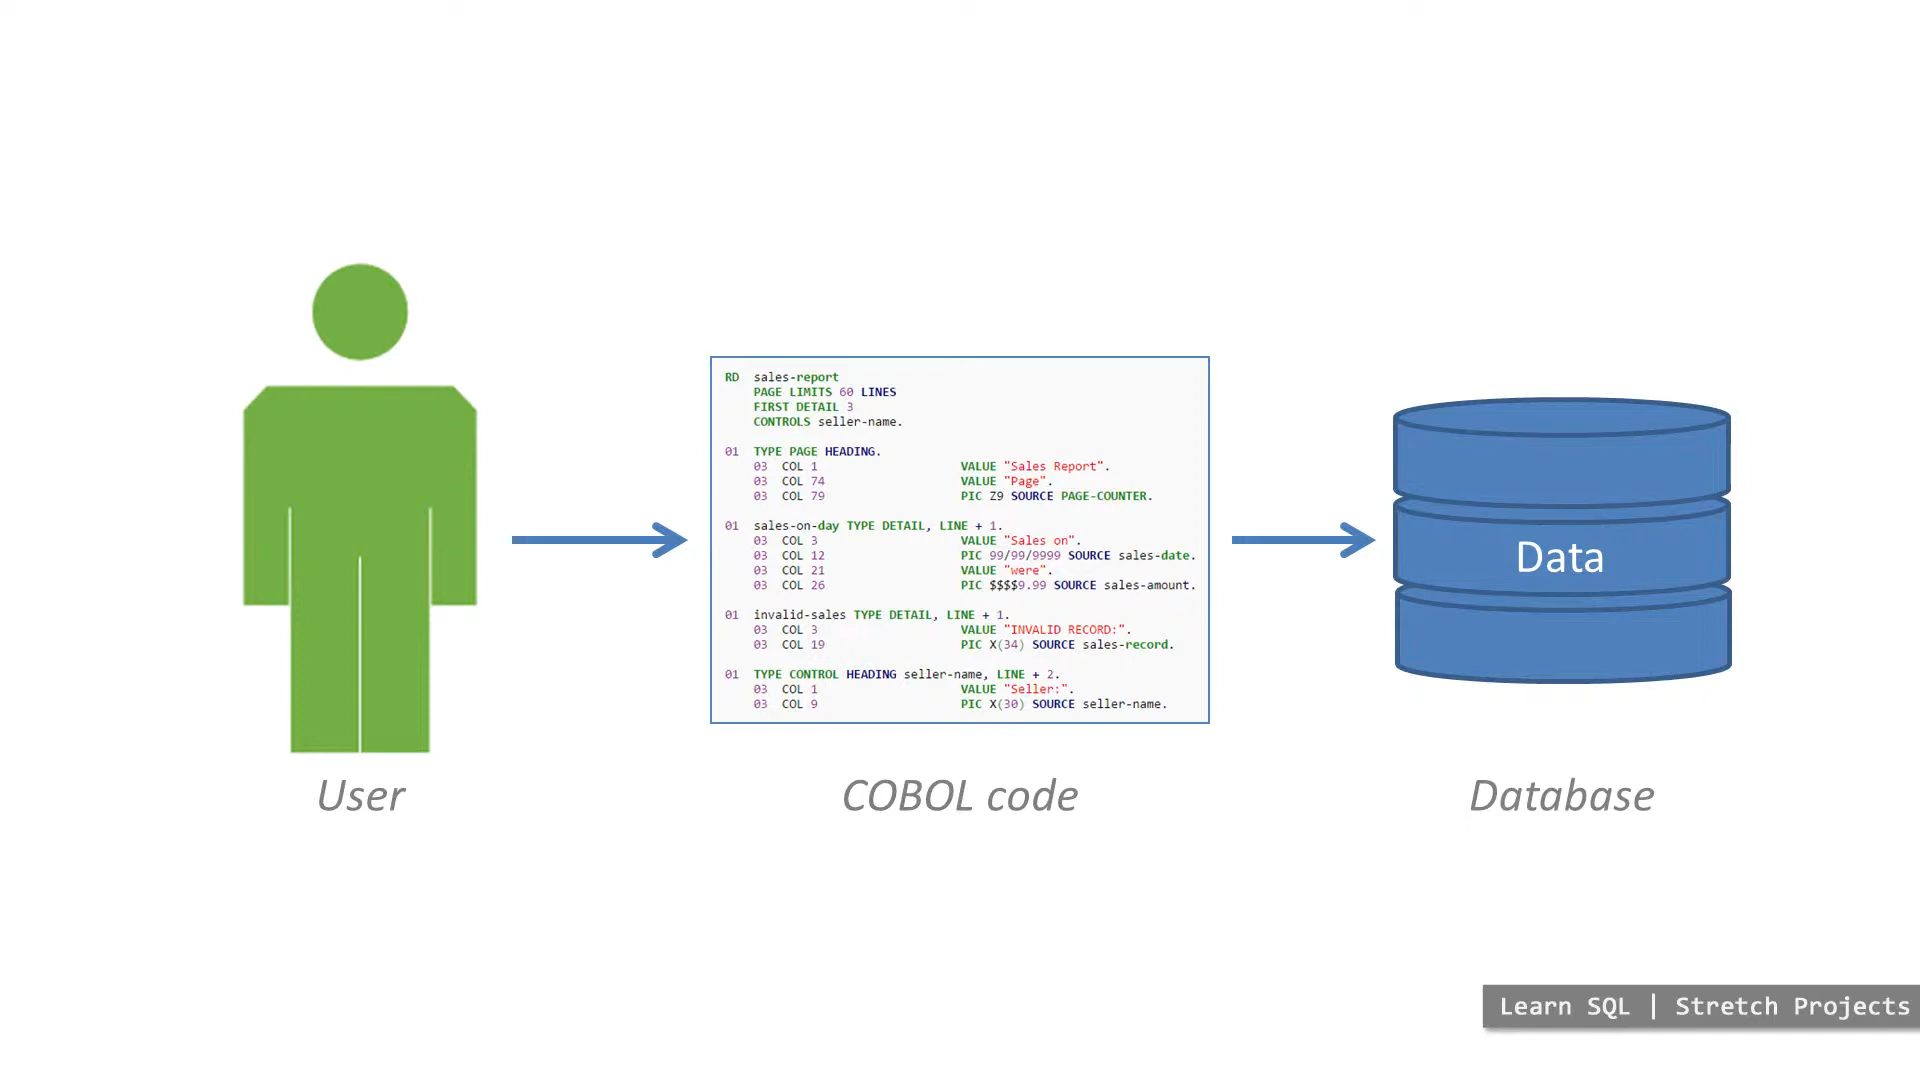 RD  sales-report
    PAGE LIMITS 60 LINES
    FIRST DETAIL 3
    CONTROLS seller-name.
01  TYPE PAGE HEADING.
    03  COL 1                    VALUE "Sales Report".
    03  COL 74                   VALUE "Page".
    03  COL 79                   PIC Z9 SOURCE PAGE-COUNTER.
01  sales-on-day TYPE DETAIL, LINE + 1.
    03  COL 3                    VALUE "Sales on".
    03  COL 12                   PIC 99/99/9999 SOURCE sales-date.
    03  COL 21                   VALUE "were".
    03  COL 26                   PIC $$$$9.99 SOURCE sales-amount.
01  invalid-sales TYPE DETAIL, LINE + 1.
    03  COL 3                    VALUE "INVALID RECORD:".
    03  COL 19                   PIC X(34) SOURCE sales-record.
01  TYPE CONTROL HEADING seller-name, LINE + 2.
    03  COL 1                    VALUE "Seller:".
    03  COL 9                    PIC X(30) SOURCE seller-name.
Data
User
COBOL code
Database
Learn SQL | Stretch Projects